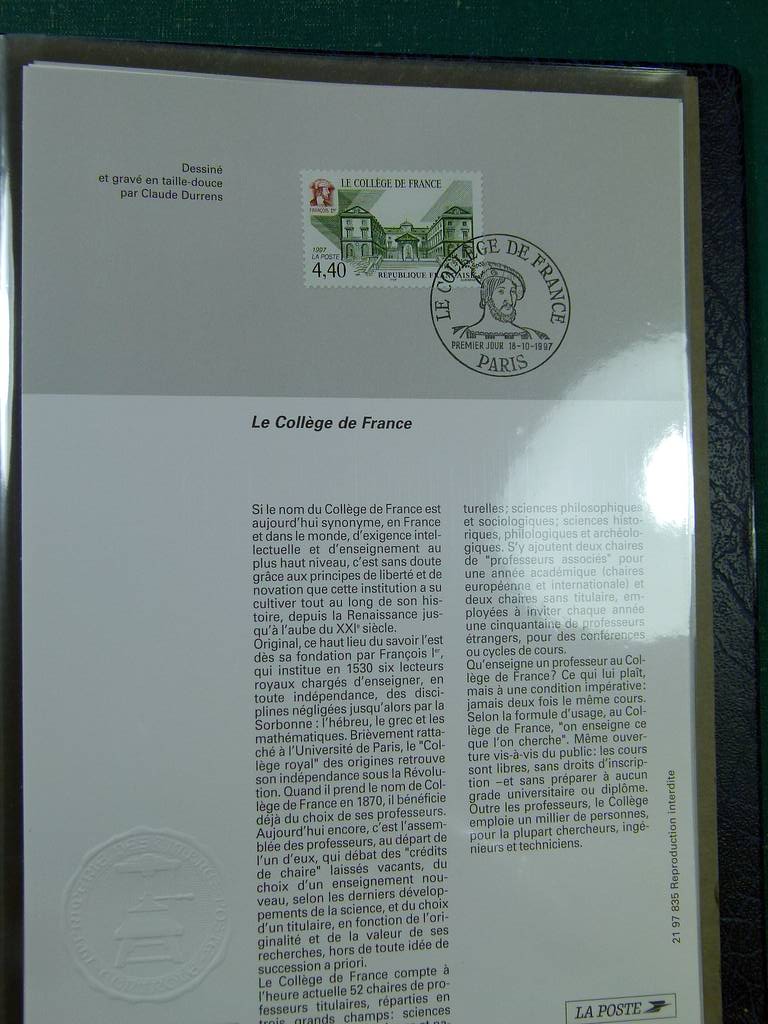 Dessiné
et gravé en taille-douce
par Claude Durrens
LE COLLÈGE DE FRANCE
FRANÇOIS Iᵉʳ
1997
LA POSTE
4,40
RÉPUBLIQUE FRANÇAISE
LE COLLÈGE DE FRANCE
PREMIER JOUR 18-10-1997
PARIS
Le Collège de France
Si le nom du Collège de France est
aujourd'hui synonyme, en France
et dans le monde, d'exigence intel-
lectuelle et d'enseignement au
plus haut niveau, c'est sans doute
grâce aux principes de liberté et de
novation que cette institution a su
cultiver tout au long de son his-
toire, depuis la Renaissance jus-
qu'à l'aube du XXIᵉ siècle.
Original, ce haut lieu du savoir l'est
dès sa fondation par François Iᵉʳ,
qui institue en 1530 six lecteurs
royaux chargés d'enseigner, en
toute indépendance, des disci-
plines négligées jusqu'alors par la
Sorbonne : l'hébreu, le grec et les
mathématiques. Brièvement ratta-
ché à l'Université de Paris, le "Col-
lège royal" des origines retrouve
son indépendance sous la Révolu-
tion. Quand il prend le nom de Col-
lège de France en 1870, il bénéficie
déjà du choix de ses professeurs.
Aujourd'hui encore, c'est l'assem-
blée des professeurs, au départ de
l'un d'eux, qui débat des "crédits
de chaire" laissés vacants, du
choix d'un enseignement nou-
veau, selon les derniers dévelop-
pements de la science, et du choix
d'un titulaire, en fonction de l'ori-
ginalité et de la valeur de ses
recherches, hors de toute idée de
succession a priori.
Le Collège de France compte à
l'heure actuelle 52 chaires de pro-
fesseurs titulaires, réparties en
trois grands champs: sciences
turelles; sciences philosophiques
et sociologiques; sciences histo-
riques, philologiques et archéolo-
giques. S'y ajoutent deux chaires
de "professeurs associés" pour
une année académique (chaires
européenne et internationale) et
deux chaires sans titulaire, em-
ployées à inviter chaque année
une cinquantaine de professeurs
étrangers, pour des conférences
ou cycles de cours.
Qu'enseigne un professeur au Col-
lège de France? Ce qui lui plaît,
mais à une condition impérative:
jamais deux fois le même cours.
Selon la formule d'usage, au Col-
lège de France, "on enseigne ce
que l'on cherche". Même ouver-
ture vis-à-vis du public: les cours
sont libres, sans droits d'inscrip-
tion –et sans préparer à aucun
grade universitaire ou diplôme.
Outre les professeurs, le Collège
emploie un millier de personnes,
pour la plupart chercheurs, ingé-
nieurs et techniciens.
21 97 835 Reproduction interdite
LA POSTE